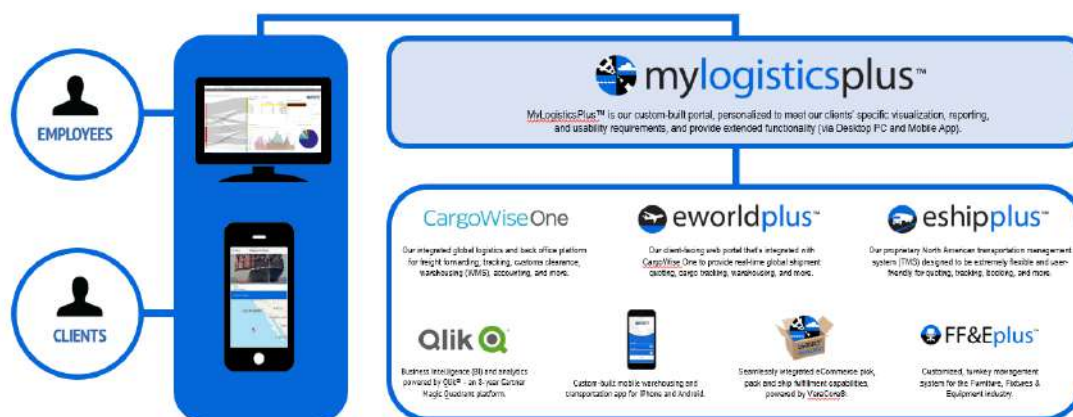 EMPLOYEES
CLIENTS
mylogisticsplus™
MyLogisticsPlus™ is our custom-built portal, personalized to meet our clients' specific visualization, reporting,
and usability requirements, and provide extended functionality (via Desktop PC and Mobile App).
CargoWiseOne
Our integrated global logistics and back office platform
for freight forwarding, tracking, customs clearance,
warehousing (WMS), accounting, and more.
eworldplus™
Our client-facing web portal that's integrated with
CargoWise One to provide real-time global shipment
quoting, cargo tracking, warehousing, and more.
eshipplus™
Our proprietary North American transportation management
system (TMS) designed to be extremely flexible and user-
friendly for quoting, tracking, booking, and more.
Qlik
Business Intelligence (BI) and analytics
powered by Qlik® - an 8-year Gartner
Magic Quadrant platform.
Custom-built mobile warehousing and
transportation app for iPhone and Android.
Seamlessly integrated eCommerce pick,
pack and ship fulfillment capabilities,
powered by VeraCore®.
FF&Eplus™
Customized, turnkey management
system for the Furniture, Fixtures &
Equipment industry.